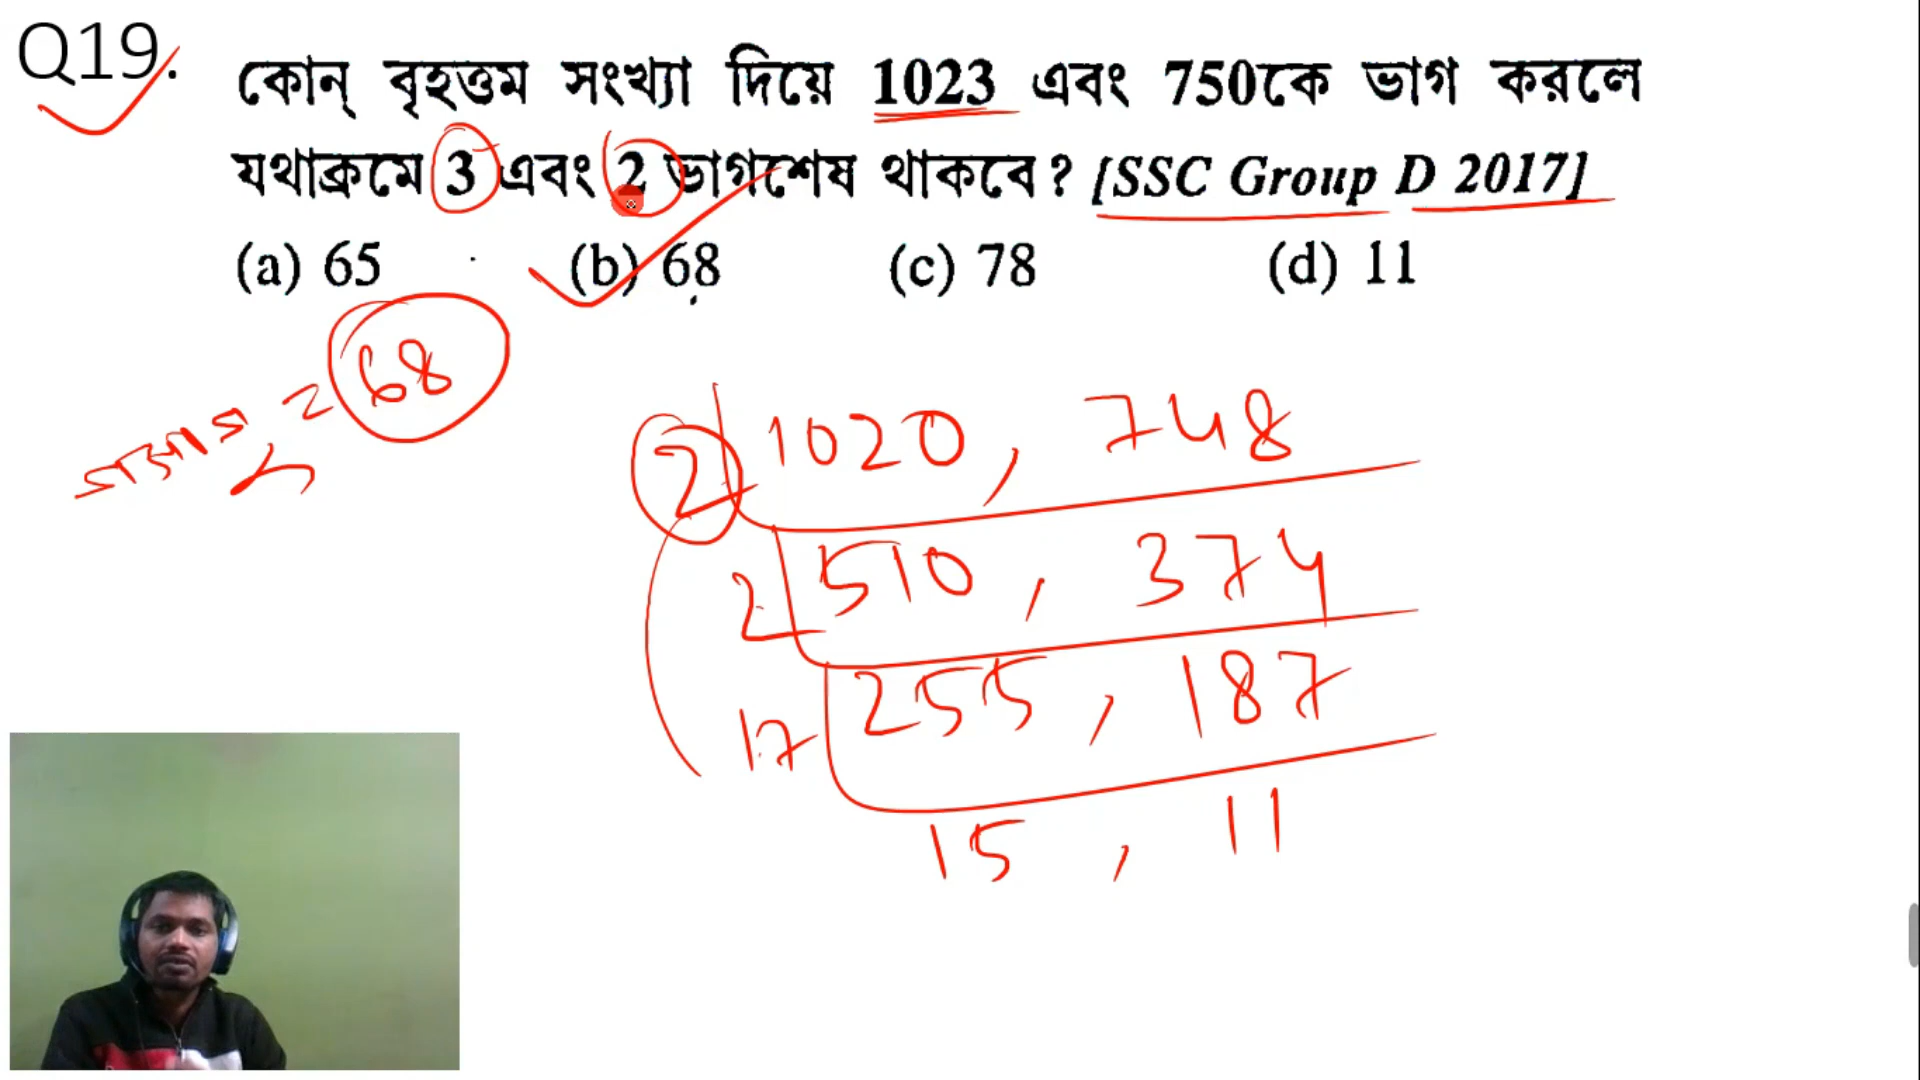 Q19.
কোন্ বৃহত্তম সংখ্যা দিয়ে 1023 এবং 750কে ভাগ করলে
যথাক্রমে 3 এবং 2 ভাগশেষ থাকবে? [SSC Group D 2017]
(a) 65 (b) 68 (c) 78 (d) 11
= 68
2 1020, 748
2 510, 374
17 255, 187
15, 11